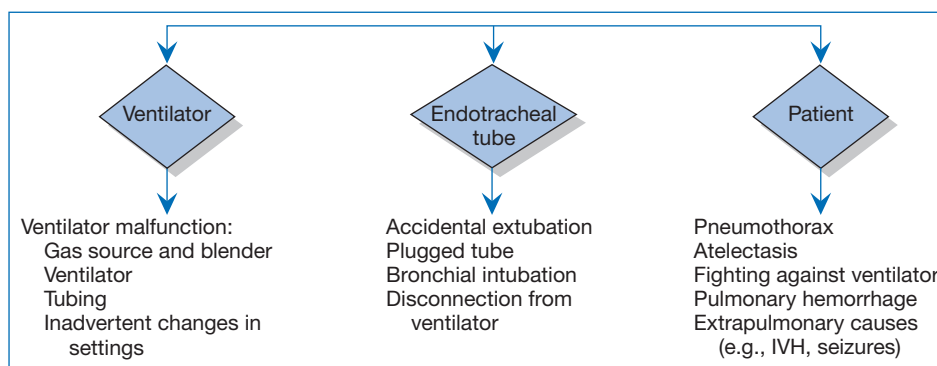 Ventilator
Endotracheal
tube
Patient
Ventilator malfunction:
Gas source and blender
Ventilator
Tubing
Inadvertent changes in
settings
Accidental extubation
Plugged tube
Bronchial intubation
Disconnection from
ventilator
Pneumothorax
Atelectasis
Fighting against ventilator
Pulmonary hemorrhage
Extrapulmonary causes
(e.g., IVH, seizures)